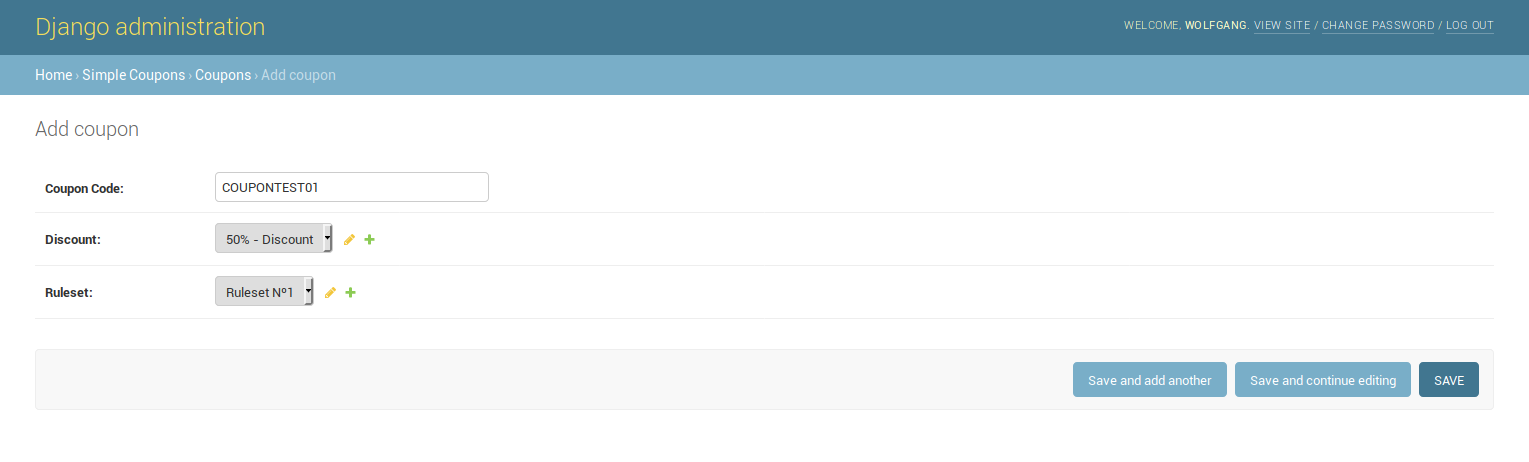 Django administration
WELCOME, WOLFGANG. VIEW SITE / CHANGE PASSWORD / LOG OUT
Home › Simple Coupons › Coupons › Add coupon
Add coupon
Coupon Code: COUPONTEST01
Discount: 50% - Discount
Ruleset: Ruleset Nº1
Save and add another Save and continue editing SAVE